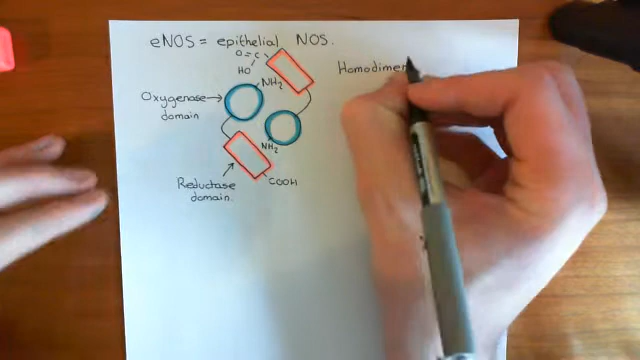 eNOS = epithelial NOS.
O=C
HO
NH2
Homodimer
Oxygenase
domain
NH2
Reductase
domain.
COOH